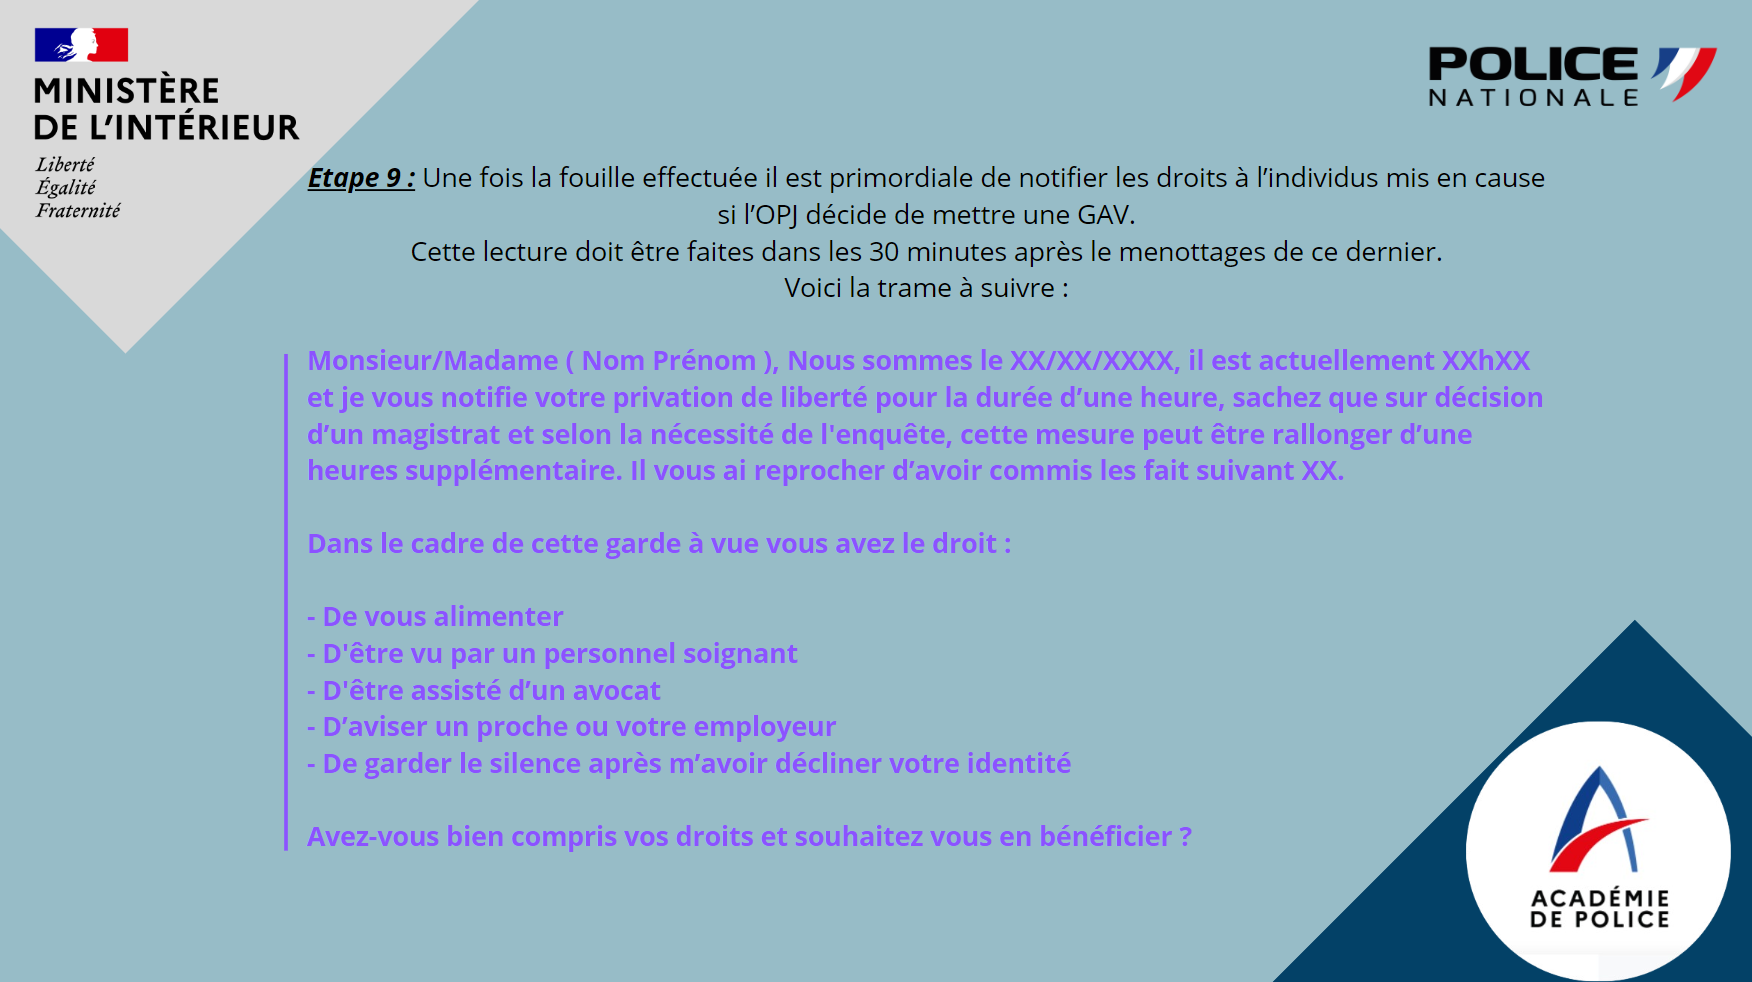 MINISTÈRE
DE L’INTÉRIEUR
Liberté
Égalité
Fraternité
POLICE
NATIONALE
Etape 9 : Une fois la fouille effectuée il est primordiale de notifier les droits à l’individus mis en cause
si l’OPJ décide de mettre une GAV.
Cette lecture doit être faites dans les 30 minutes après le menottages de ce dernier.
Voici la trame à suivre :
Monsieur/Madame ( Nom Prénom ), Nous sommes le XX/XX/XXXX, il est actuellement XXhXX
et je vous notifie votre privation de liberté pour la durée d’une heure, sachez que sur décision
d’un magistrat et selon la nécessité de l'enquête, cette mesure peut être rallonger d’une
heures supplémentaire. Il vous ai reprocher d’avoir commis les fait suivant XX.
Dans le cadre de cette garde à vue vous avez le droit :
- De vous alimenter
- D'être vu par un personnel soignant
- D'être assisté d’un avocat
- D’aviser un proche ou votre employeur
- De garder le silence après m’avoir décliner votre identité
Avez-vous bien compris vos droits et souhaitez vous en bénéficier ?
ACADÉMIE
DE POLICE